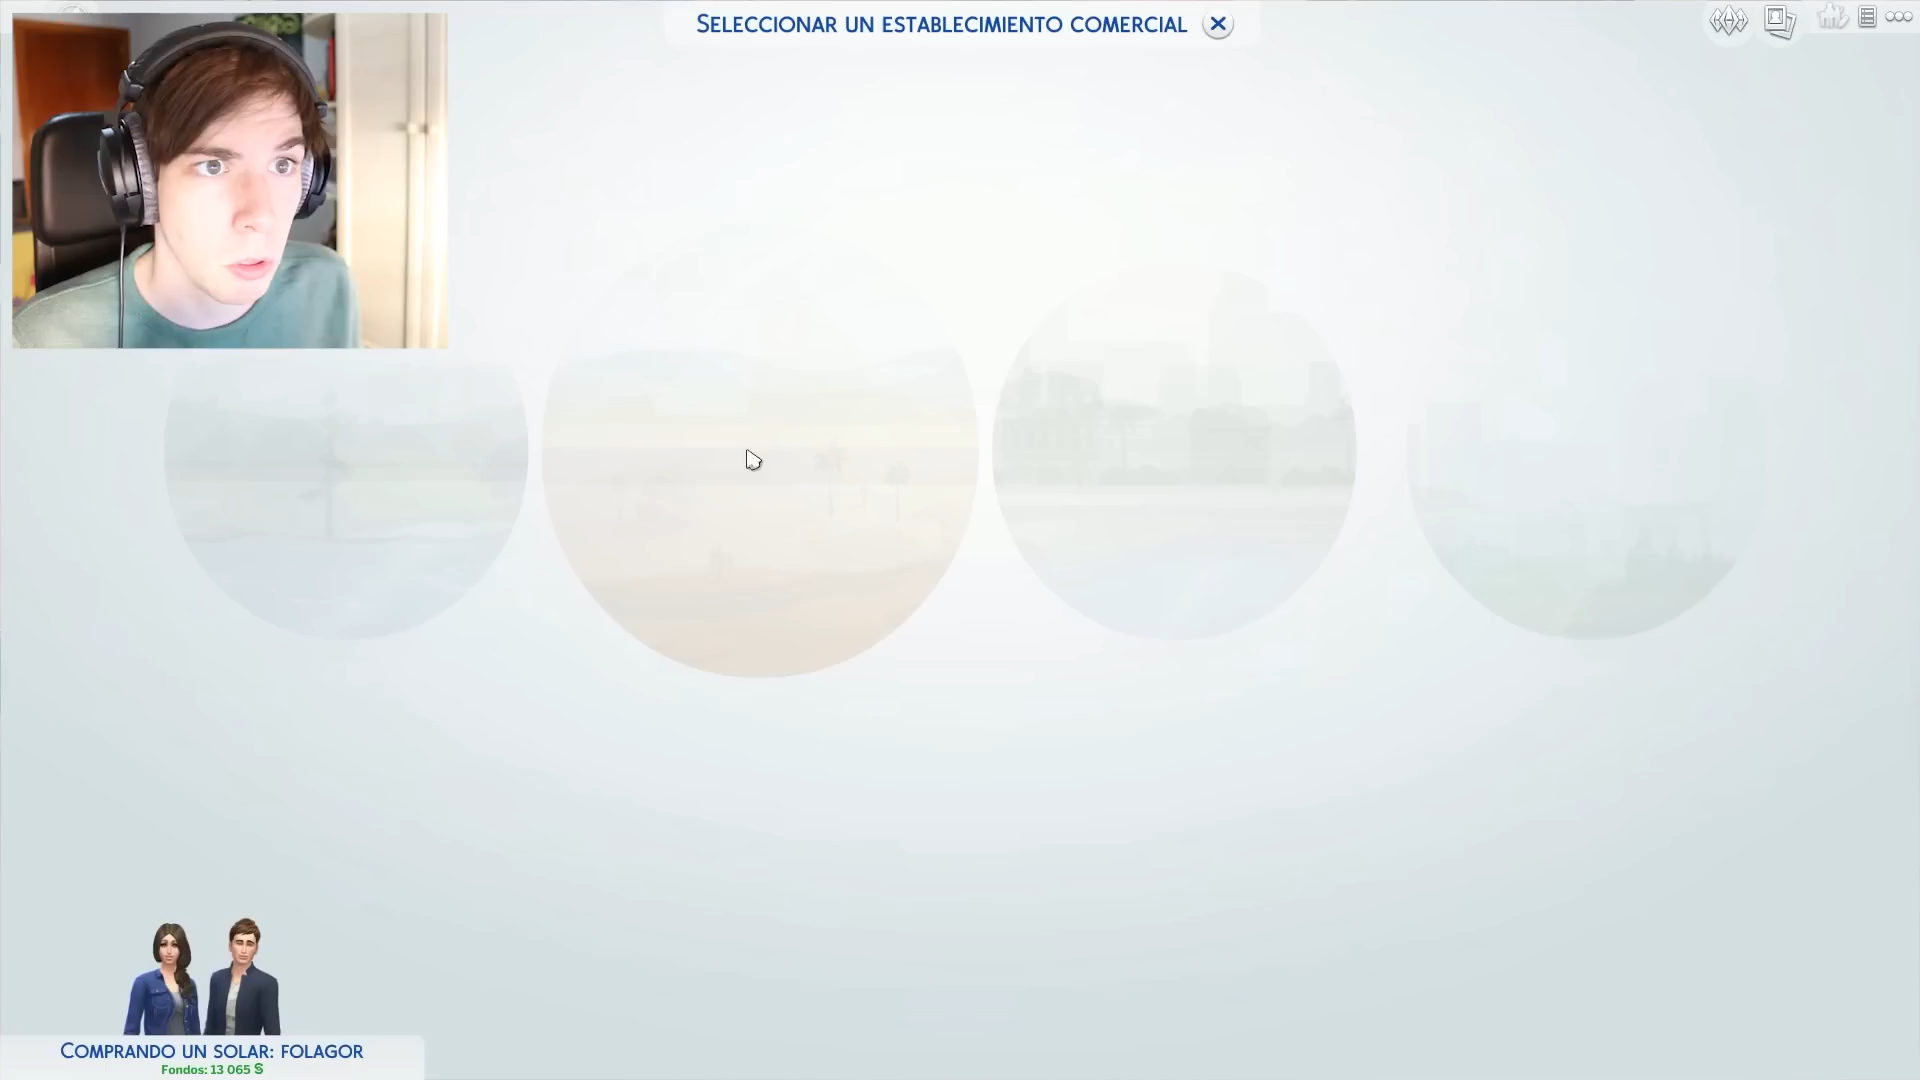 SELECCIONAR UN ESTABLECIMIENTO COMERCIAL
COMPRANDO UN SOLAR: FOLAGOR
Fondos: 13 065 $